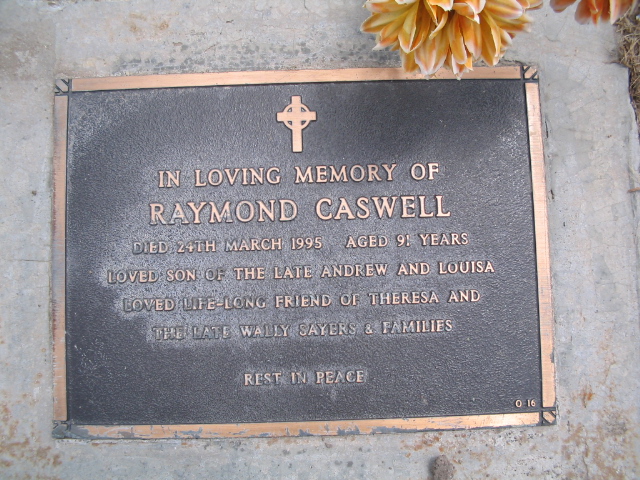 IN LOVING MEMORY OF
RAYMOND CASWELL
DIED 24TH MARCH 1995 AGED 91 YEARS
LOVED SON OF THE LATE ANDREW AND LOUISA
LOVED LIFE-LONG FRIEND OF THERESA AND
THE LATE WALLY SAYERS & FAMILIES
REST IN PEACE
O-16